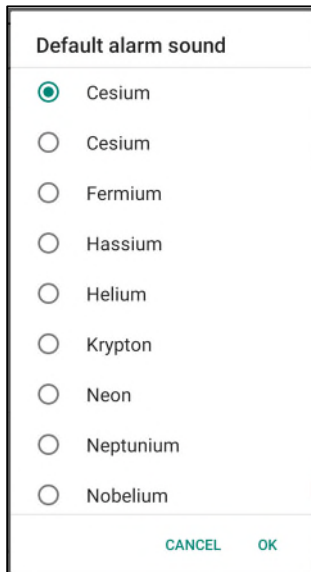 Default alarm sound
Cesium
Cesium
Fermium
Hassium
Helium
Krypton
Neon
Neptunium
Nobelium
CANCEL OK